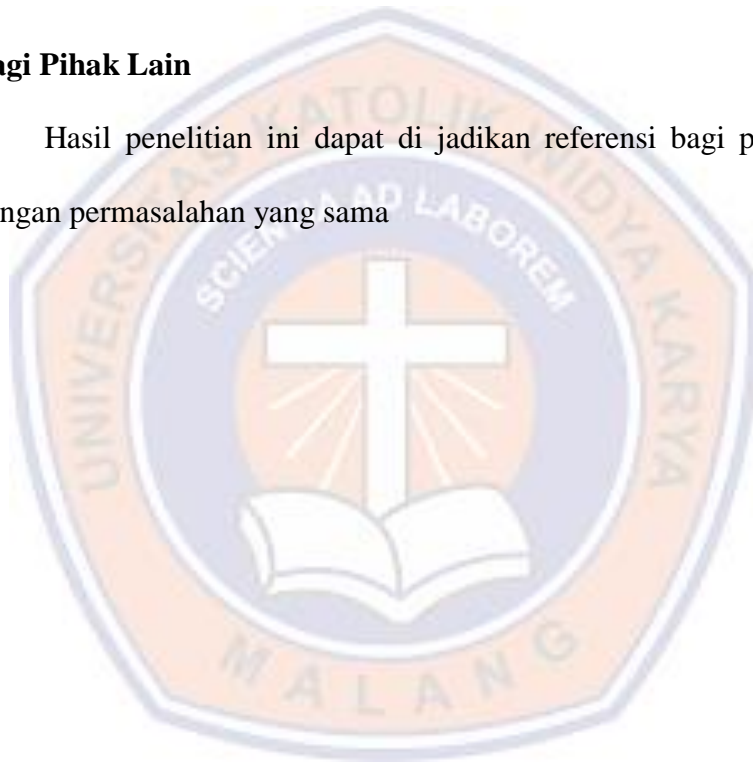 agi Pihak Lain
Hasil penelitian ini dapat di jadikan referensi bagi p
ngan permasalahan yang sama
UNIVERSITAS KATOLIK WIDYA KARYA
SCIENTIA AD LABOREM
MALANG